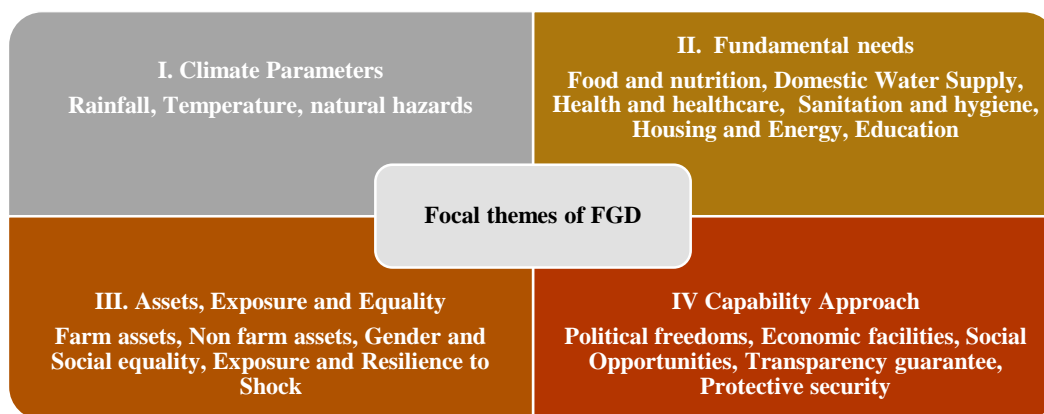 I. Climate Parameters
Rainfall, Temperature, natural hazards
II. Fundamental needs
Food and nutrition, Domestic Water Supply,
Health and healthcare, Sanitation and hygiene,
Housing and Energy, Education
Focal themes of FGD
III. Assets, Exposure and Equality
Farm assets, Non farm assets, Gender and
Social equality, Exposure and Resilience to
Shock
IV Capability Approach
Political freedoms, Economic facilities, Social
Opportunities, Transparency guarantee,
Protective security